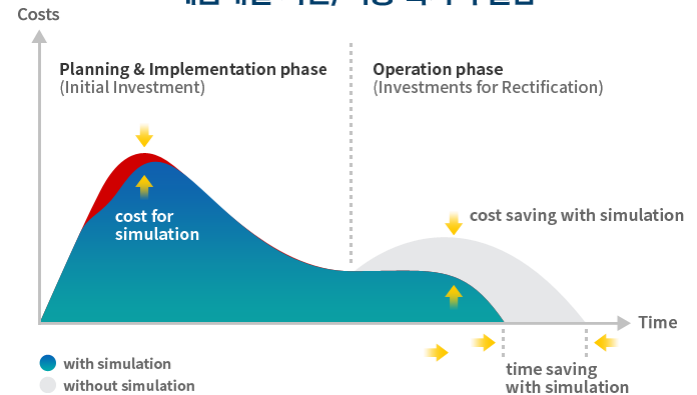 Costs
Planning & Implementation phase
(Initial Investment)
Operation phase
(Investments for Rectification)
cost for
simulation
cost saving with simulation
Time
with simulation
without simulation
time saving
with simulation